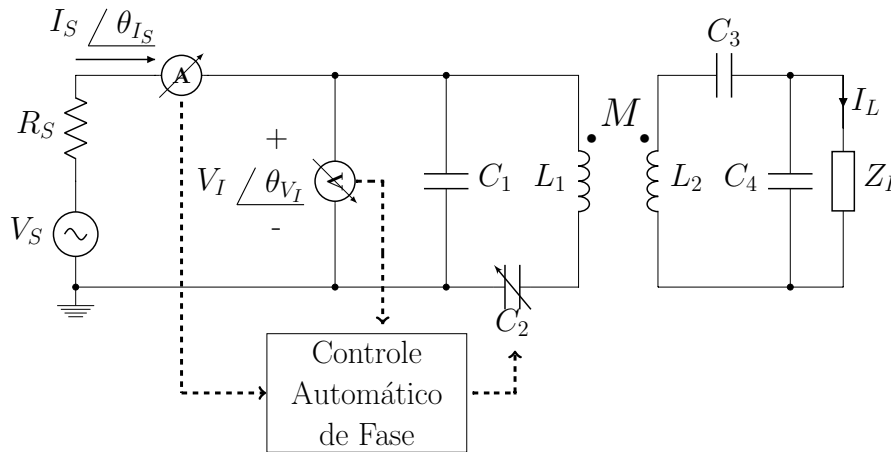 I_S ∠θ_{I_S}
A
R_S
V_S
+
V_I ∠θ_{V_I}
-
V
C_1
C_2
L_1
M
L_2
C_3
C_4
I_L
Controle
Automático
de Fase